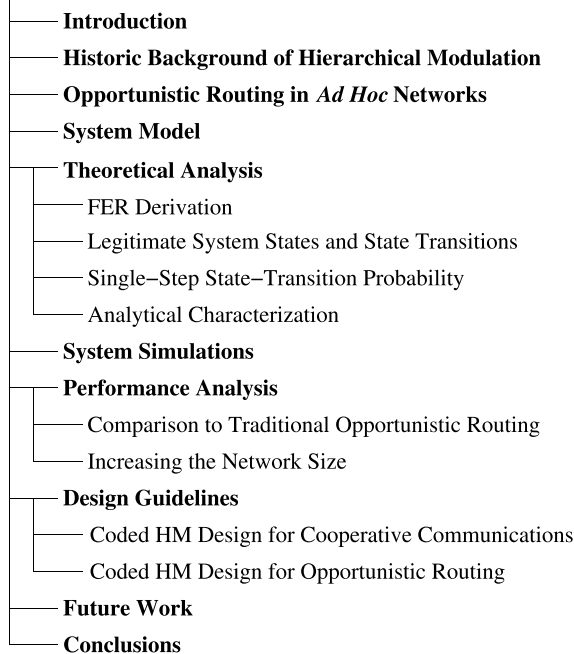 Introduction
Historic Background of Hierarchical Modulation
Opportunistic Routing in Ad Hoc Networks
System Model
Theoretical Analysis
FER Derivation
Legitimate System States and State Transitions
Single−Step State−Transition Probability
Analytical Characterization
System Simulations
Performance Analysis
Comparison to Traditional Opportunistic Routing
Increasing the Network Size
Design Guidelines
Coded HM Design for Cooperative Communications
Coded HM Design for Opportunistic Routing
Future Work
Conclusions